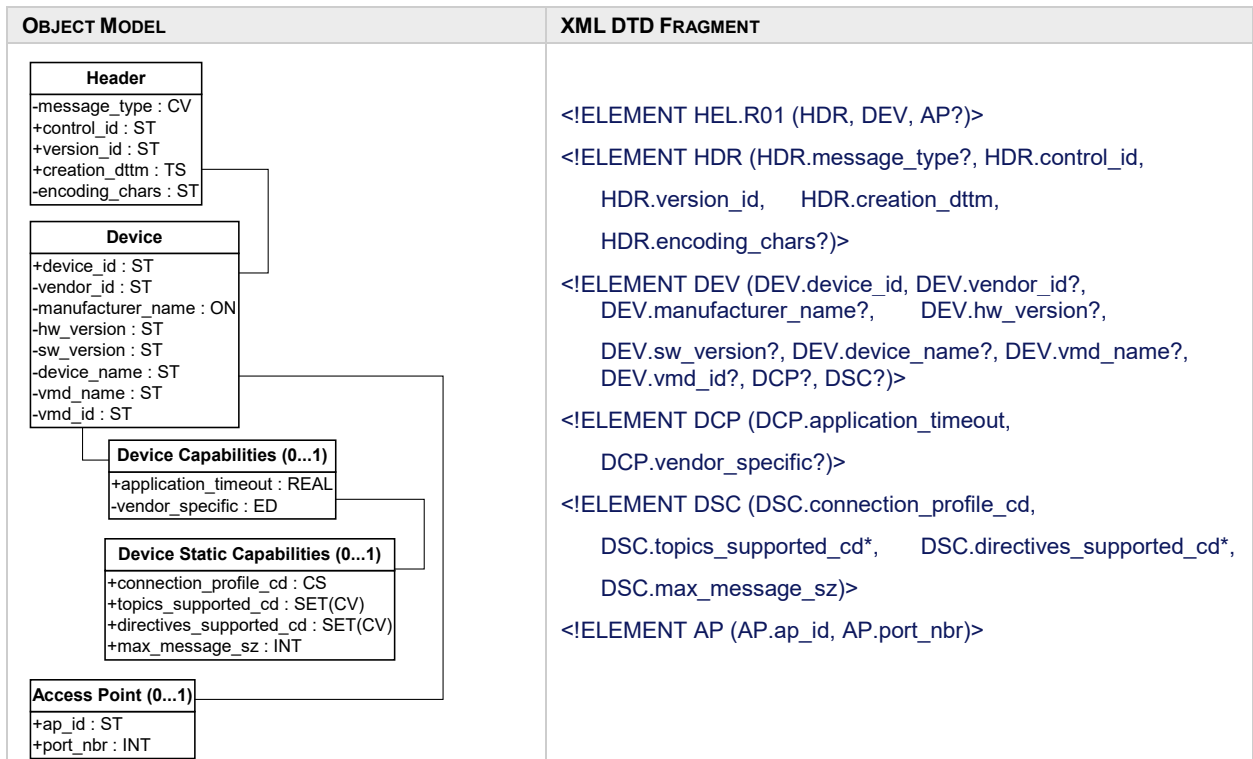 OBJECT MODEL
XML DTD FRAGMENT
Header
-message_type : CV
+control_id : ST
+version_id : ST
+creation_dttm : TS
-encoding_chars : ST
Device
+device_id : ST
-vendor_id : ST
-manufacturer_name : ON
-hw_version : ST
-sw_version : ST
-device_name : ST
-vmd_name : ST
-vmd_id : ST
Device Capabilities (0...1)
+application_timeout : REAL
-vendor_specific : ED
Device Static Capabilities (0...1)
+connection_profile_cd : CS
+topics_supported_cd : SET(CV)
+directives_supported_cd : SET(CV)
+max_message_sz : INT
Access Point (0...1)
+ap_id : ST
+port_nbr : INT
<!ELEMENT HEL.R01 (HDR, DEV, AP?)>
<!ELEMENT HDR (HDR.message_type?, HDR.control_id,
HDR.version_id, HDR.creation_dttm,
HDR.encoding_chars?)>
<!ELEMENT DEV (DEV.device_id, DEV.vendor_id?,
DEV.manufacturer_name?, DEV.hw_version?,
DEV.sw_version?, DEV.device_name?, DEV.vmd_name?,
DEV.vmd_id?, DCP?, DSC?)>
<!ELEMENT DCP (DCP.application_timeout,
DCP.vendor_specific?)>
<!ELEMENT DSC (DSC.connection_profile_cd,
DSC.topics_supported_cd*, DSC.directives_supported_cd*,
DSC.max_message_sz)>
<!ELEMENT AP (AP.ap_id, AP.port_nbr)>